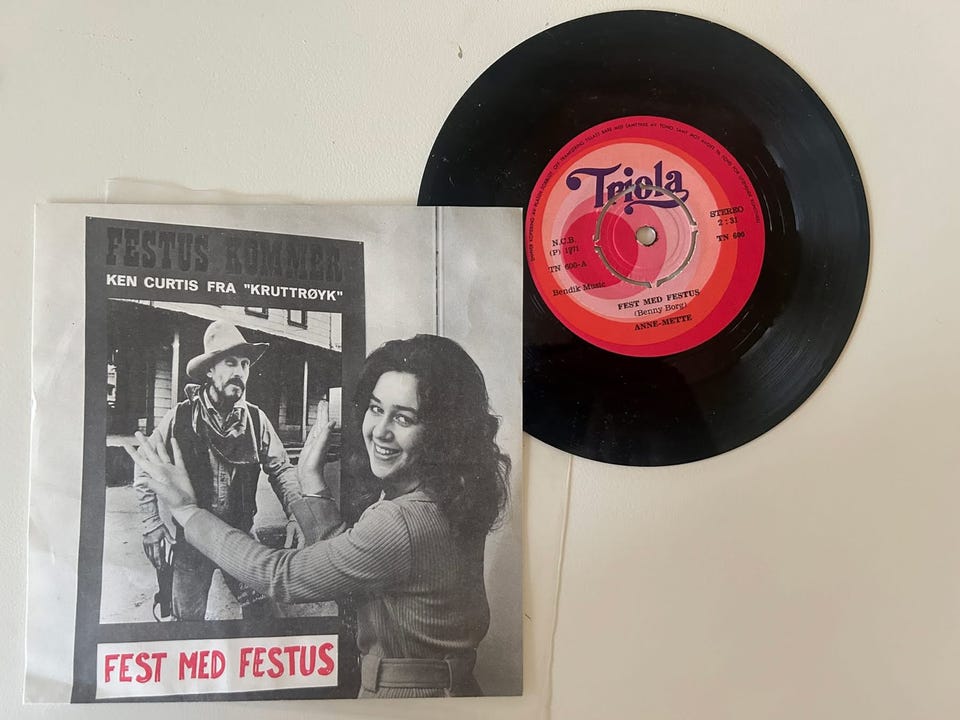 FESTUS KOMMER
KEN CURTIS FRA "KRUTTRØYK"
FEST MED FESTUS
Triola
STEREO
2:31
TN 600
N.C.B.
(P) 1971
TN 600-A
Bendik Music
FEST MED FESTUS
(Benny Borg)
ANNE-METTE